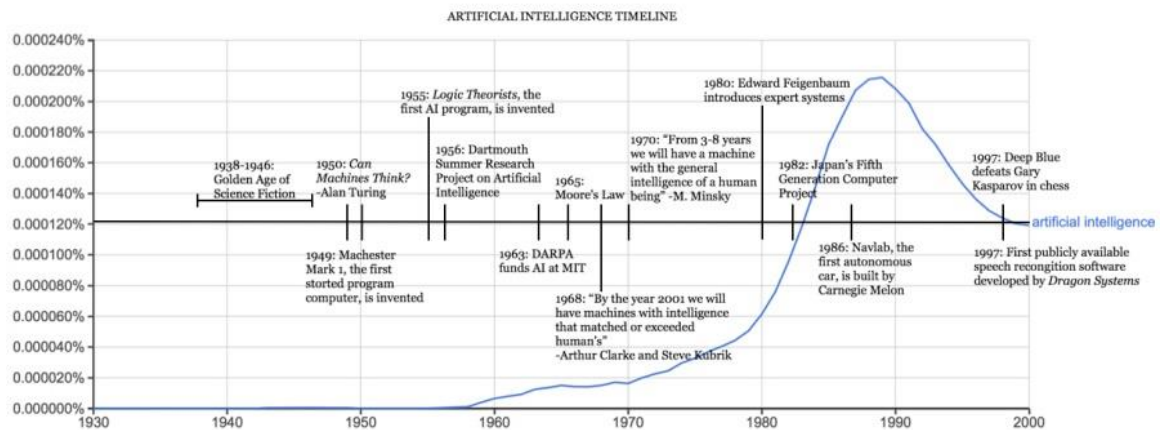 ARTIFICIAL INTELLIGENCE TIMELINE
0.000240%
0.000220%
0.000200%
0.000180%
0.000160%
0.000140%
0.000120%
0.000100%
0.000080%
0.000060%
0.000040%
0.000020%
0.000000%
1938-1946:
Golden Age of
Science Fiction
1950: Can
Machines Think?
-Alan Turing
1949: Machester
Mark 1, the first
storted program
computer, is invented
1955: Logic Theorists, the
first AI program, is invented
1956: Dartmouth
Summer Research
Project on Artificial
Intelligence
1963: DARPA
funds AI at MIT
1965:
Moore's Law
1968: "By the year 2001 we will
have machines with intelligence
that matched or exceeded
human's"
-Arthur Clarke and Steve Kubrik
1970: "From 3-8 years
we will have a machine
with the general
intelligence of a human
being" -M. Minsky
1980: Edward Feigenbaum
introduces expert systems
1982: Japan's Fifth
Generation Computer
Project
1986: Navlab, the
first autonomous
car, is built by
Carnegie Melon
1997: Deep Blue
defeats Gary
Kasparov in chess
artificial intelligence
1997: First publicly available
speech recongition software
developed by Dragon Systems
1930
1940
1950
1960
1970
1980
1990
2000